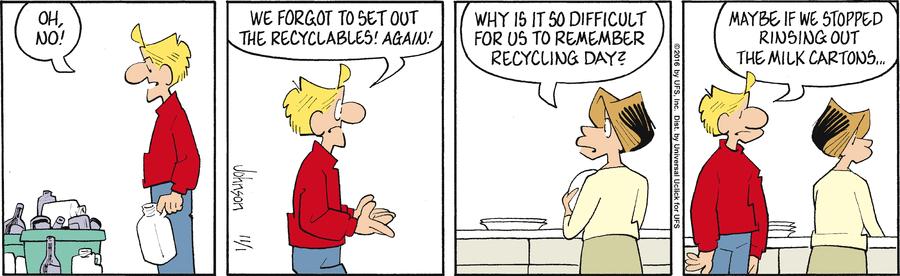 OH,
NO!
WE FORGOT TO SET OUT
THE RECYCLABLES! AGAIN!
Johnson
11/1
WHY IS IT SO DIFFICULT
FOR US TO REMEMBER
RECYCLING DAY?
©2016 by UFS, Inc. Dist. by Universal Uclick for UFS
MAYBE IF WE STOPPED
RINSING OUT
THE MILK CARTONS...